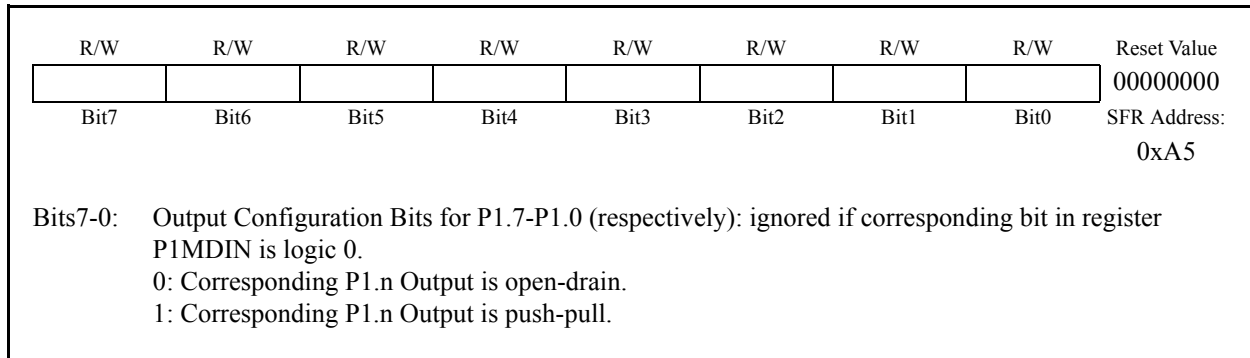 R/W R/W R/W R/W R/W R/W R/W R/W Reset Value
00000000
Bit7 Bit6 Bit5 Bit4 Bit3 Bit2 Bit1 Bit0 SFR Address:
0xA5
Bits7-0: Output Configuration Bits for P1.7-P1.0 (respectively): ignored if corresponding bit in register
P1MDIN is logic 0.
0: Corresponding P1.n Output is open-drain.
1: Corresponding P1.n Output is push-pull.